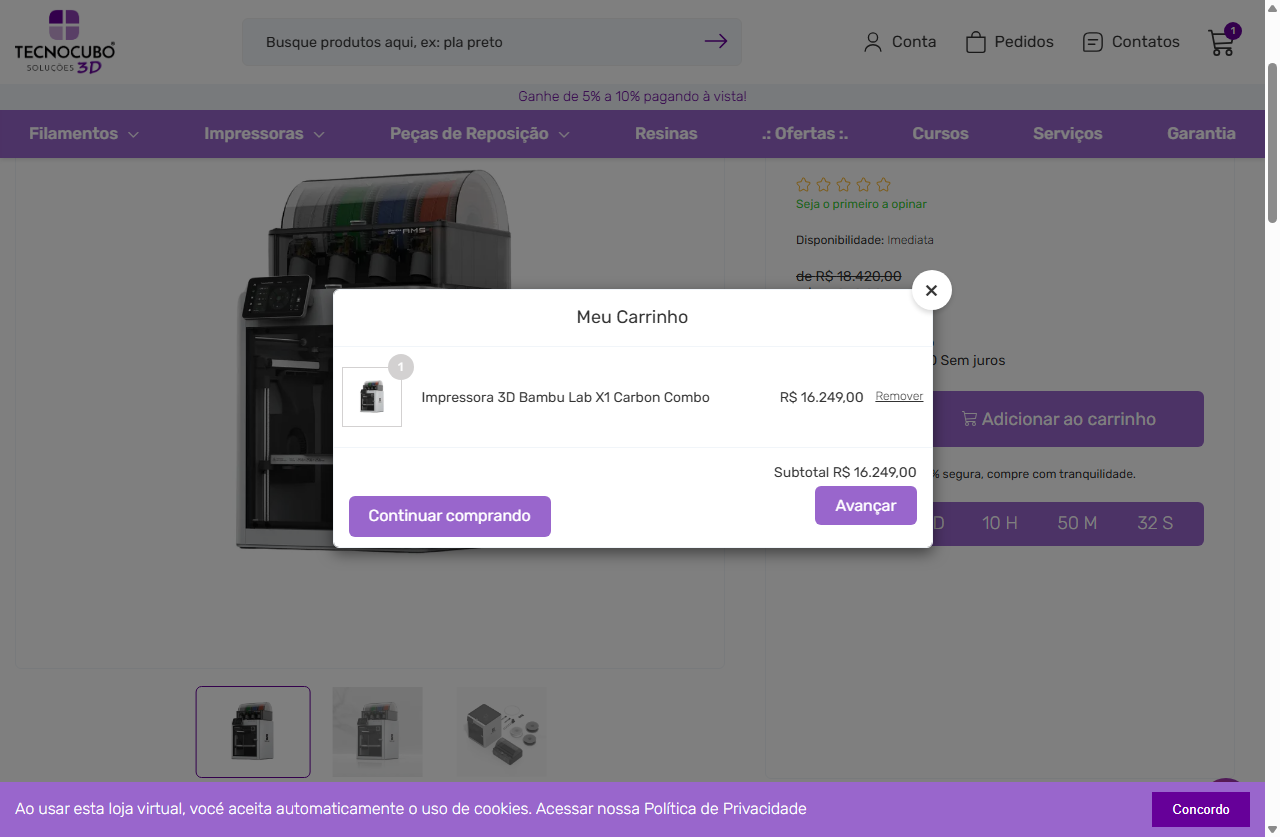 TECNOCUBO
SOLUÇÕES 3D
Busque produtos aqui, ex: pla preto
Conta
Pedidos
Contatos
1
Ganhe de 5% a 10% pagando à vista!
Filamentos
Impressoras
Peças de Reposição
Resinas
.: Ofertas :.
Cursos
Serviços
Garantia
AMS
Seja o primeiro a opinar
Disponibilidade: Imediata
de R$ 18.420,00
Meu Carrinho
0 Sem juros
1
Impressora 3D Bambu Lab X1 Carbon Combo
R$ 16.249,00
Remover
Adicionar ao carrinho
Subtotal R$ 16.249,00
% segura, compre com tranquilidade.
Continuar comprando
Avançar
D
10 H
50 M
32 S
Ao usar esta loja virtual, você aceita automaticamente o uso de cookies. Acessar nossa Política de Privacidade
Concordo